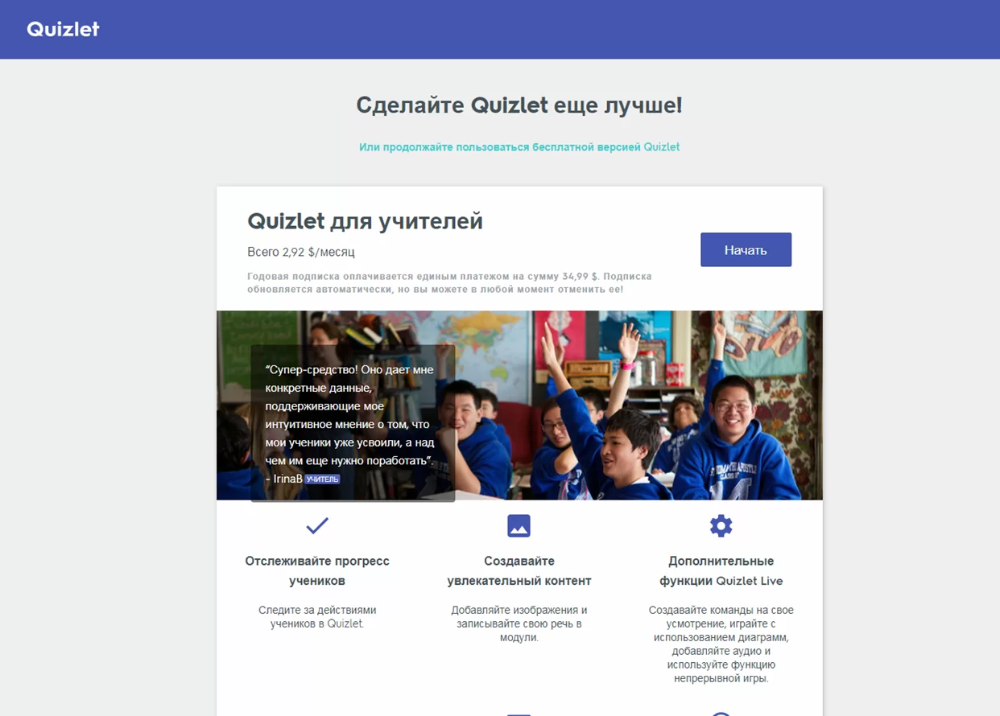 Quizlet
Сделайте Quizlet еще лучше!
Или продолжайте пользоваться бесплатной версией Quizlet
Quizlet для учителей
Всего 2,92 $/месяц
Начать
Годовая подписка оплачивается единым платежом на сумму 34,99 $. Подписка
обновляется автоматически, но вы можете в любой момент отменить ее!
“Супер-средство! Оно дает мне
конкретные данные,
поддерживающие мое
интуитивное мнение о том, что
мои ученики уже усвоили, а над
чем им еще нужно поработать”.
- IrinaB УЧИТЕЛЬ
Отслеживайте прогресс
учеников
Следите за действиями
учеников в Quizlet.
Создавайте
увлекательный контент
Добавляйте изображения и
записывайте свою речь в
модули.
Дополнительные
функции Quizlet Live
Создавайте команды на свое
усмотрение, играйте с
использованием диаграмм,
добавляйте аудио и
используйте функцию
непрерывной игры.